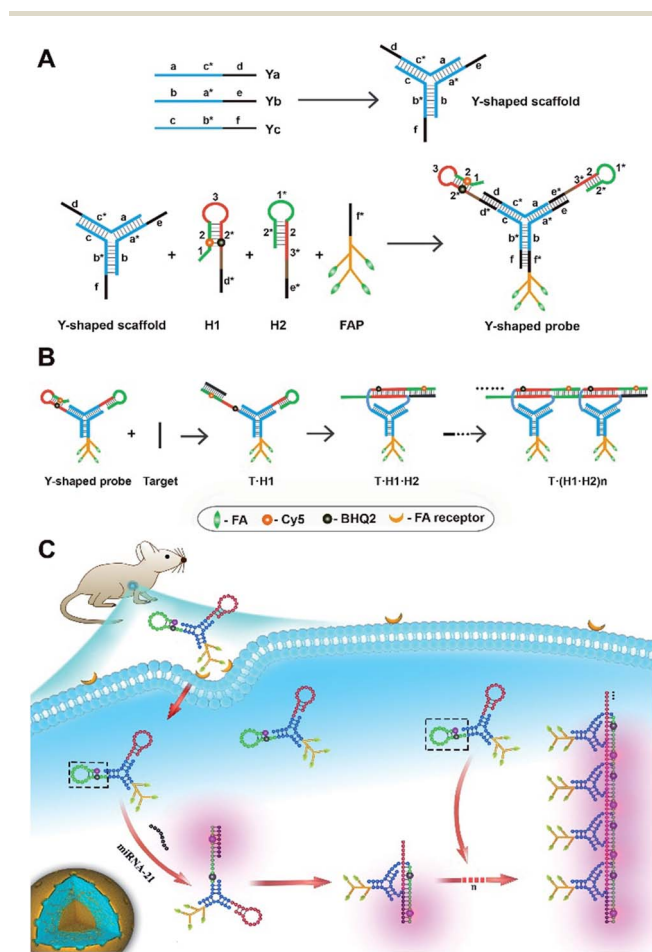 A
a c* d Ya
b a* e Yb
c b* f Yc
d c* a e
c a*
b* b
f
Y-shaped scaffold
3 2 1 2* d d* c* a c a* e* e 3* 2 1* 2*
b* b
f f*
d c* a e
c a*
b* b
f
+ 3 2 2* 1 d*
+ 1* 2* 2 3* e*
+ f*
Y-shaped scaffold H1 H2 FAP Y-shaped probe
B
+
Y-shaped probe Target T·H1 T·H1·H2 T·(H1·H2)n
- FA - Cy5 - BHQ2 - FA receptor
C
miRNA-21
n